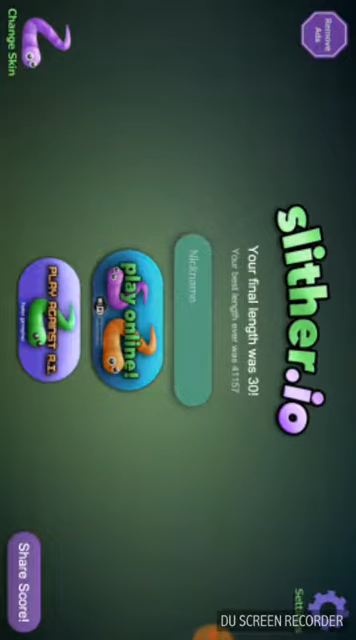 slither.io
Your final length was 30!
Your best length ever was 41157
Nickname
play online!
PLAY AGAINST A.I.
Remove
Ads
Change Skin
Share Score!
DU SCREEN RECORDER